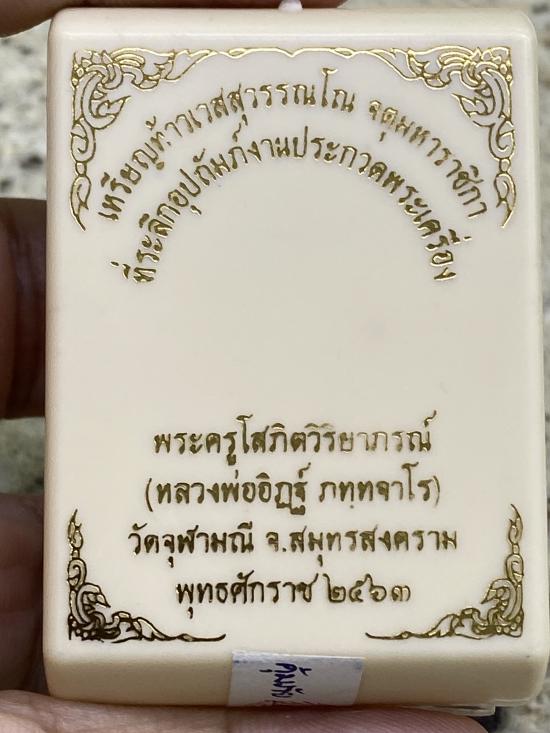 เหรียญท้าวเวสสุวรรณโณ จตุมหาราชิกา
ที่ระลึกอุปถัมภ์งานประกวดพระเครื่อง
พระครูโสภิตวิริยาภรณ์
(หลวงพ่ออิฏฐ์ ภทฺทจาโร)
วัดจุฬามณี จ.สมุทรสงคราม
พุทธศักราช ๒๕๖๓